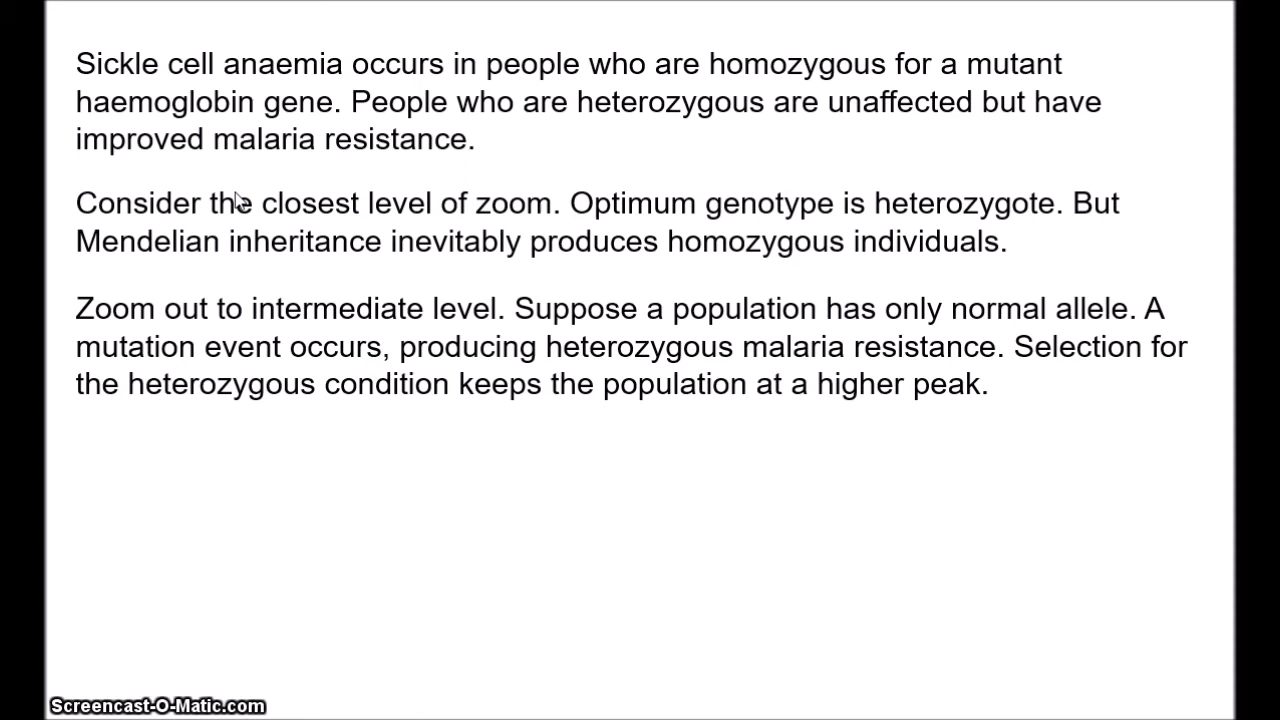 Sickle cell anaemia occurs in people who are homozygous for a mutant
haemoglobin gene. People who are heterozygous are unaffected but have
improved malaria resistance.
Consider the closest level of zoom. Optimum genotype is heterozygote. But
Mendelian inheritance inevitably produces homozygous individuals.
Zoom out to intermediate level. Suppose a population has only normal allele. A
mutation event occurs, producing heterozygous malaria resistance. Selection for
the heterozygous condition keeps the population at a higher peak.
Screencast-O-Matic.com